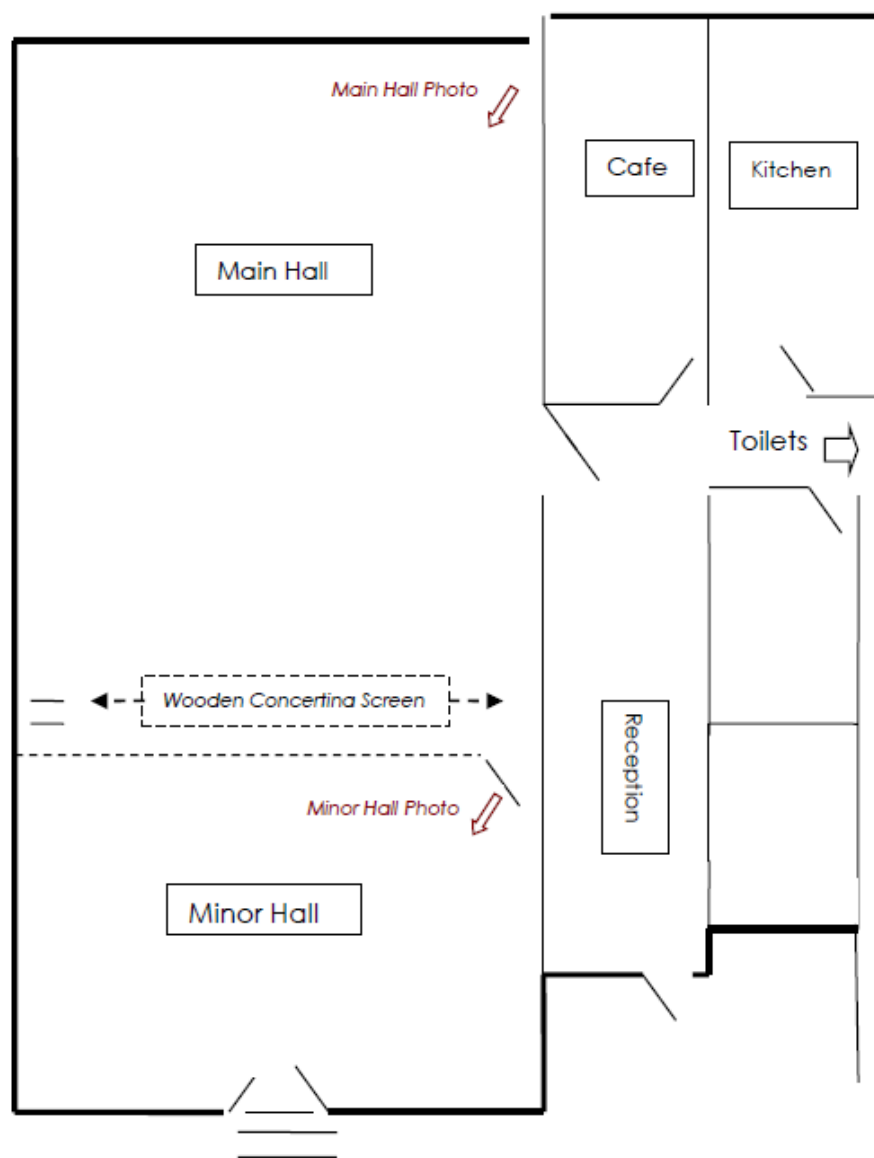 Main Hall Photo
Cafe
Kitchen
Main Hall
Toilets
Wooden Concertina Screen
Reception
Minor Hall Photo
Minor Hall